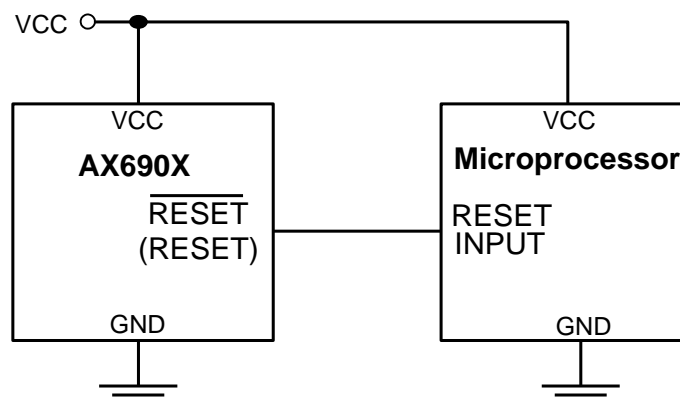 VCC
VCC
AX690X
RESET
(RESET)
GND
VCC
Microprocessor
RESET
INPUT
GND